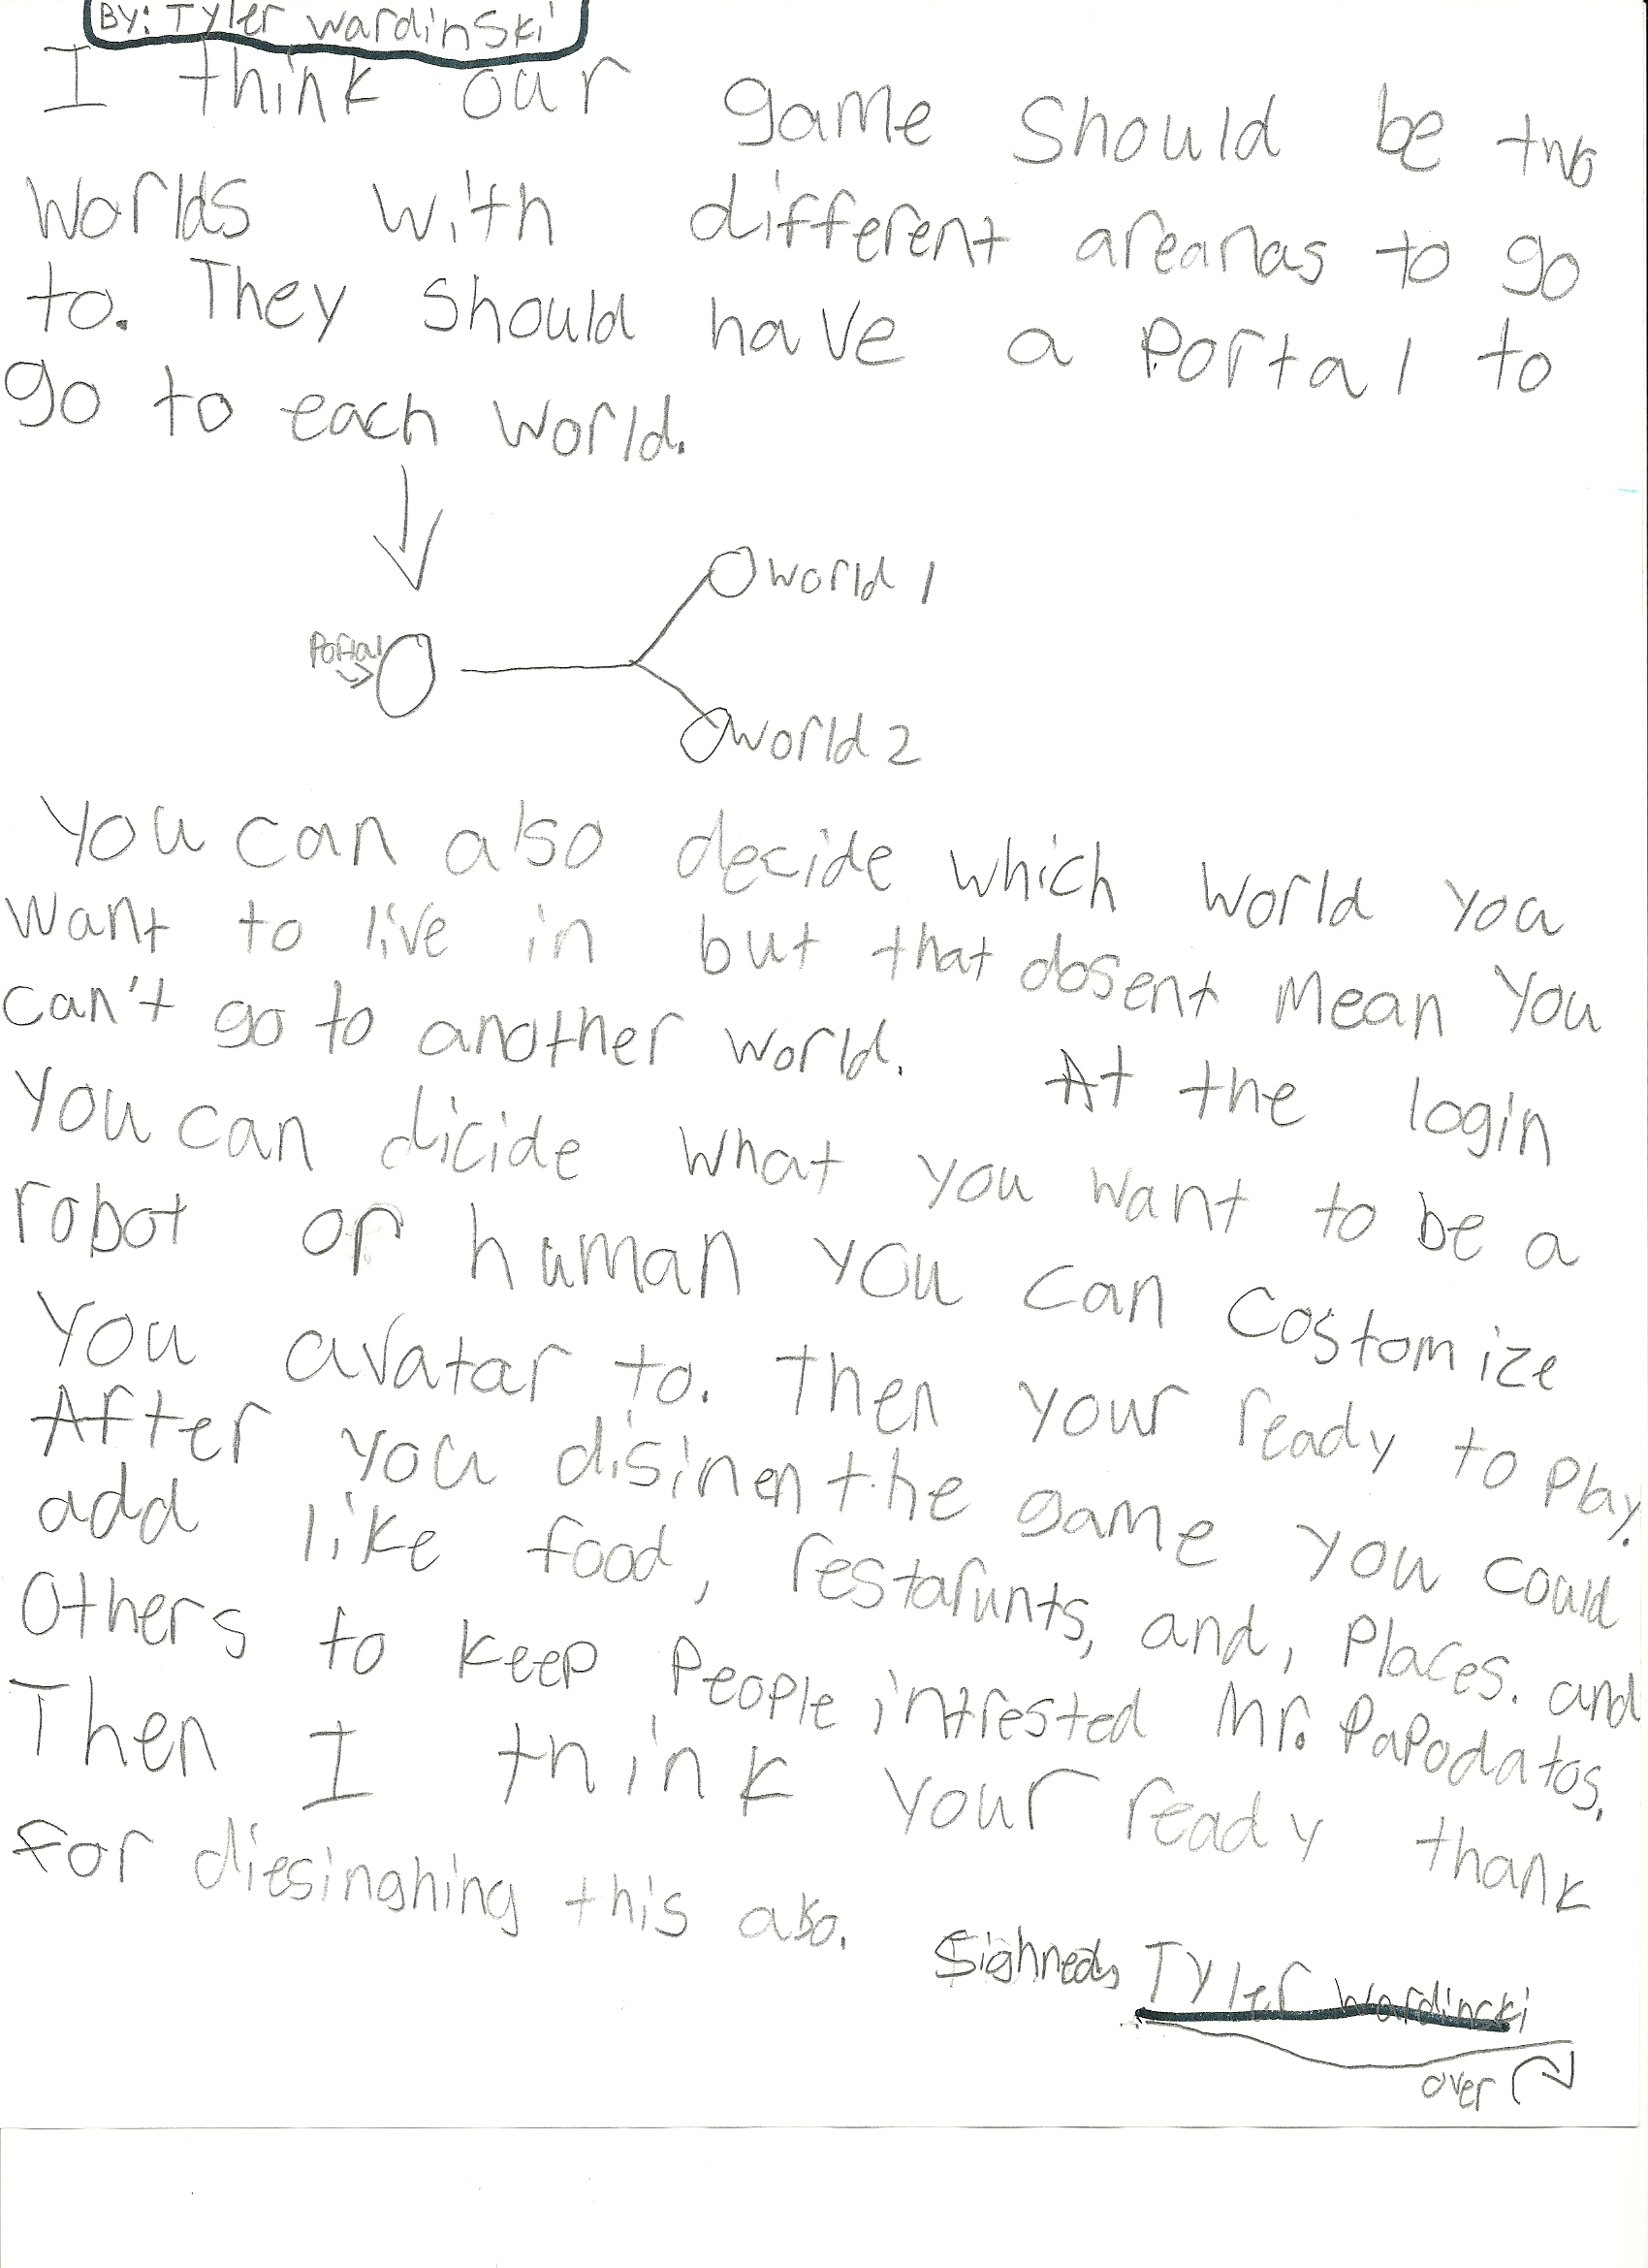 BY: Tyler Wardinski
I think our game should be two
worlds with different areanas to go
to. They should have a Portal to
go to each world.
World 1
Portal
World 2
You can also decide which world you
want to live in but that dosent mean you
can't go to another world. At the login
you can dicide what you want to be a
robot or human you can costomize
you avatar to. then your ready to play.
After you disinen the game you could
add like food, restarunts, and, Places. and
Others to keep people intrested Mr. PaPodatos.
Then I think your ready thank
for diesinghing this also.
Sighned, Tyler Wardinski
over